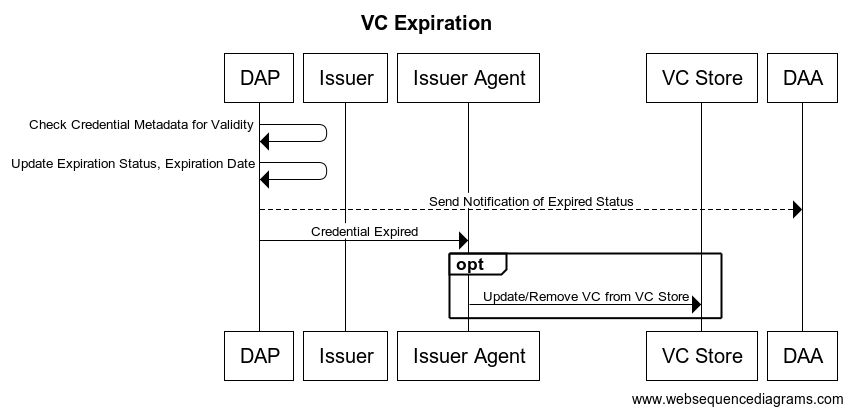 VC Expiration
DAP
Issuer
Issuer Agent
VC Store
DAA
Check Credential Metadata for Validity
Update Expiration Status, Expiration Date
Send Notification of Expired Status
Credential Expired
opt
Update/Remove VC from VC Store
DAP
Issuer
Issuer Agent
VC Store
DAA
www.websequencediagrams.com